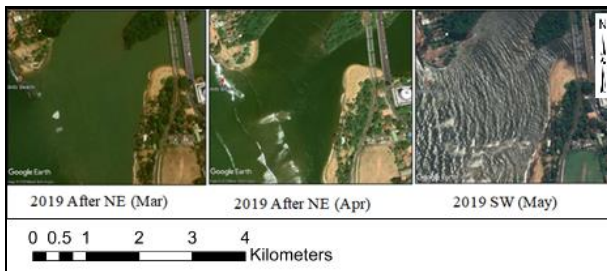 N
Google Earth
Google Earth
Google Earth
2019 After NE (Mar)
2019 After NE (Apr)
2019 SW (May)
0 0.5 1 2 3 4
Kilometers